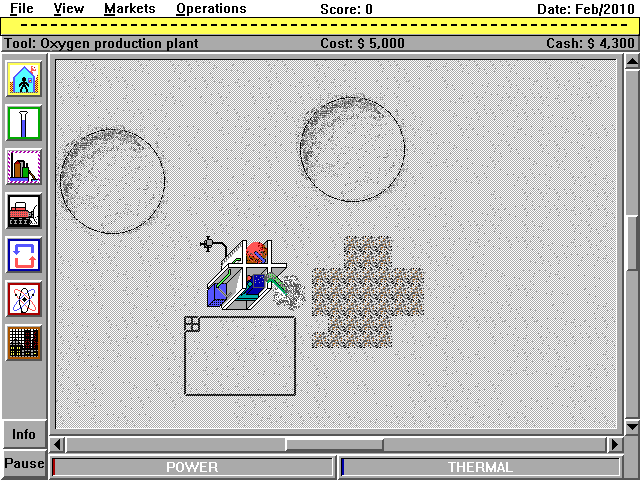 File View Markets Operations Score: 0 Date: Feb/2010
Tool: Oxygen production plant Cost: $ 5,000 Cash: $ 4,300
Info
Pause POWER THERMAL